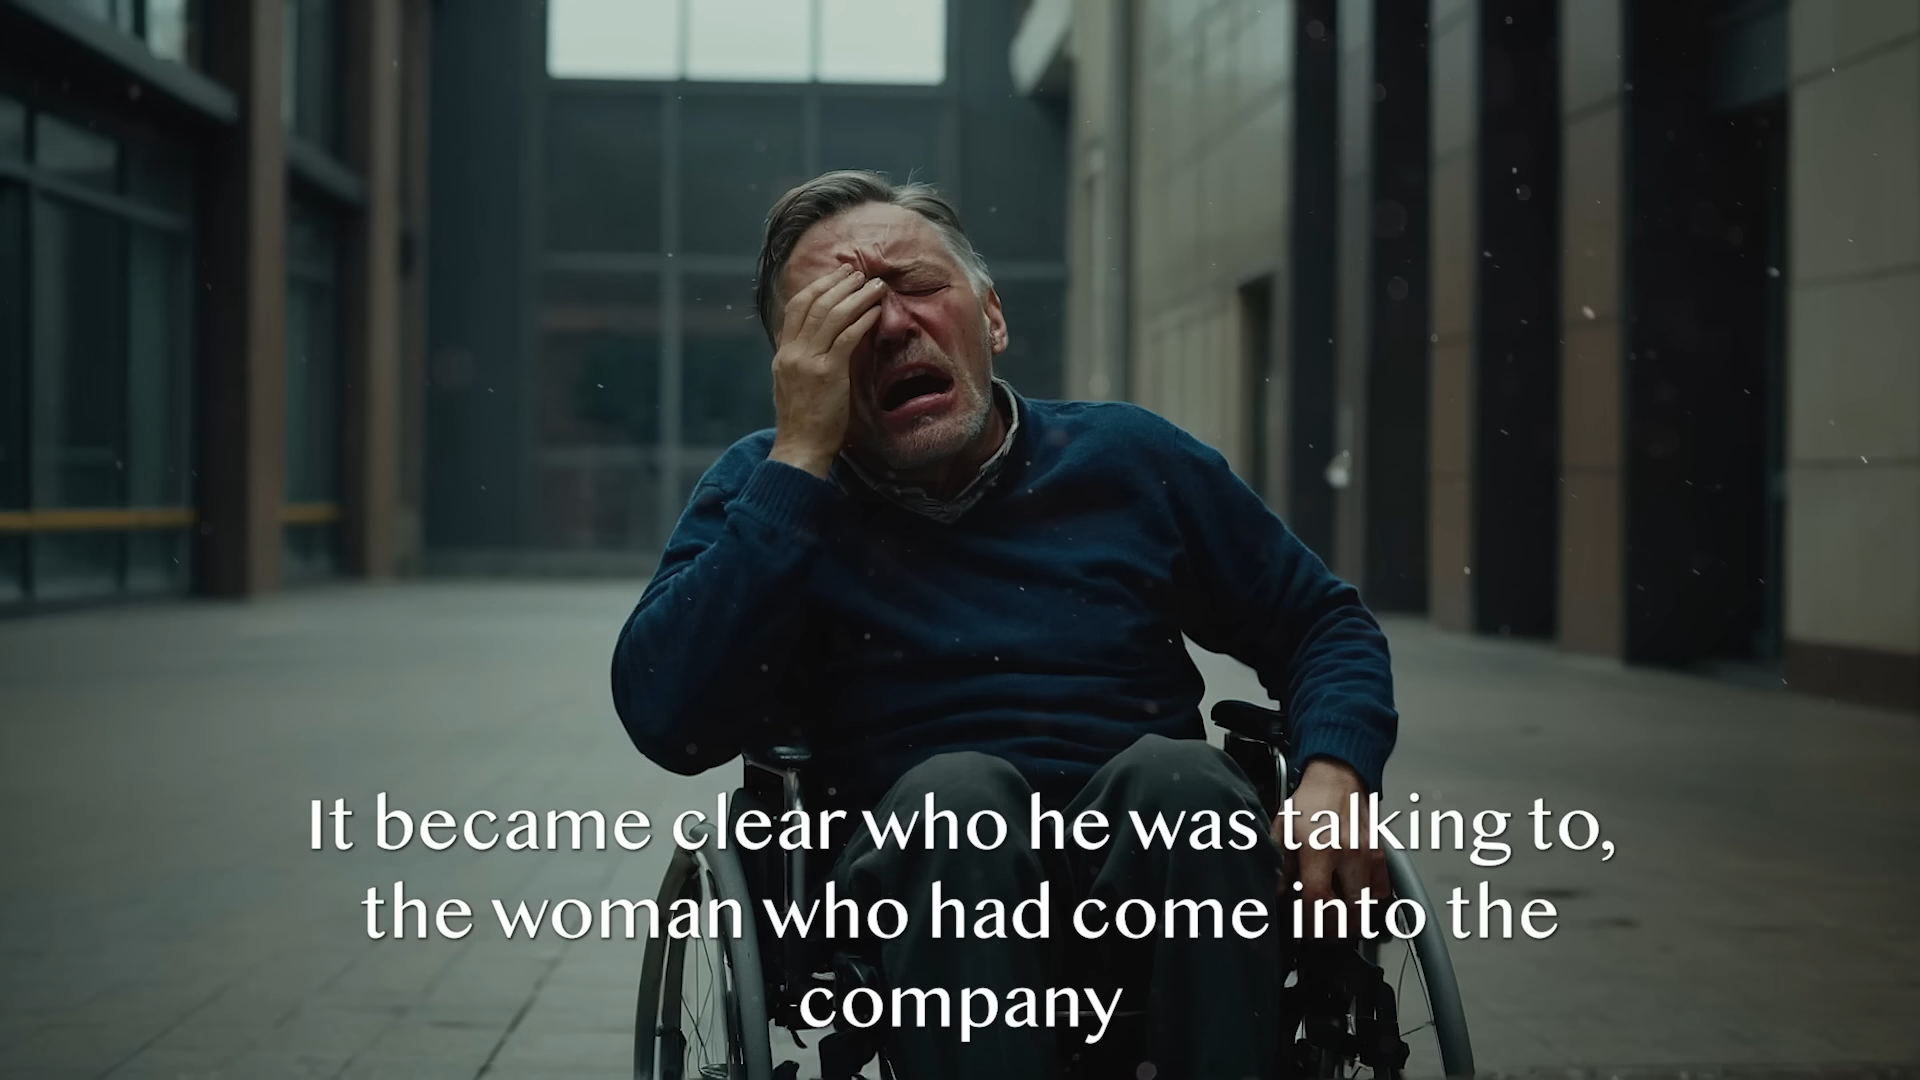 It became clear who he was talking to,
the woman who had come into the
company